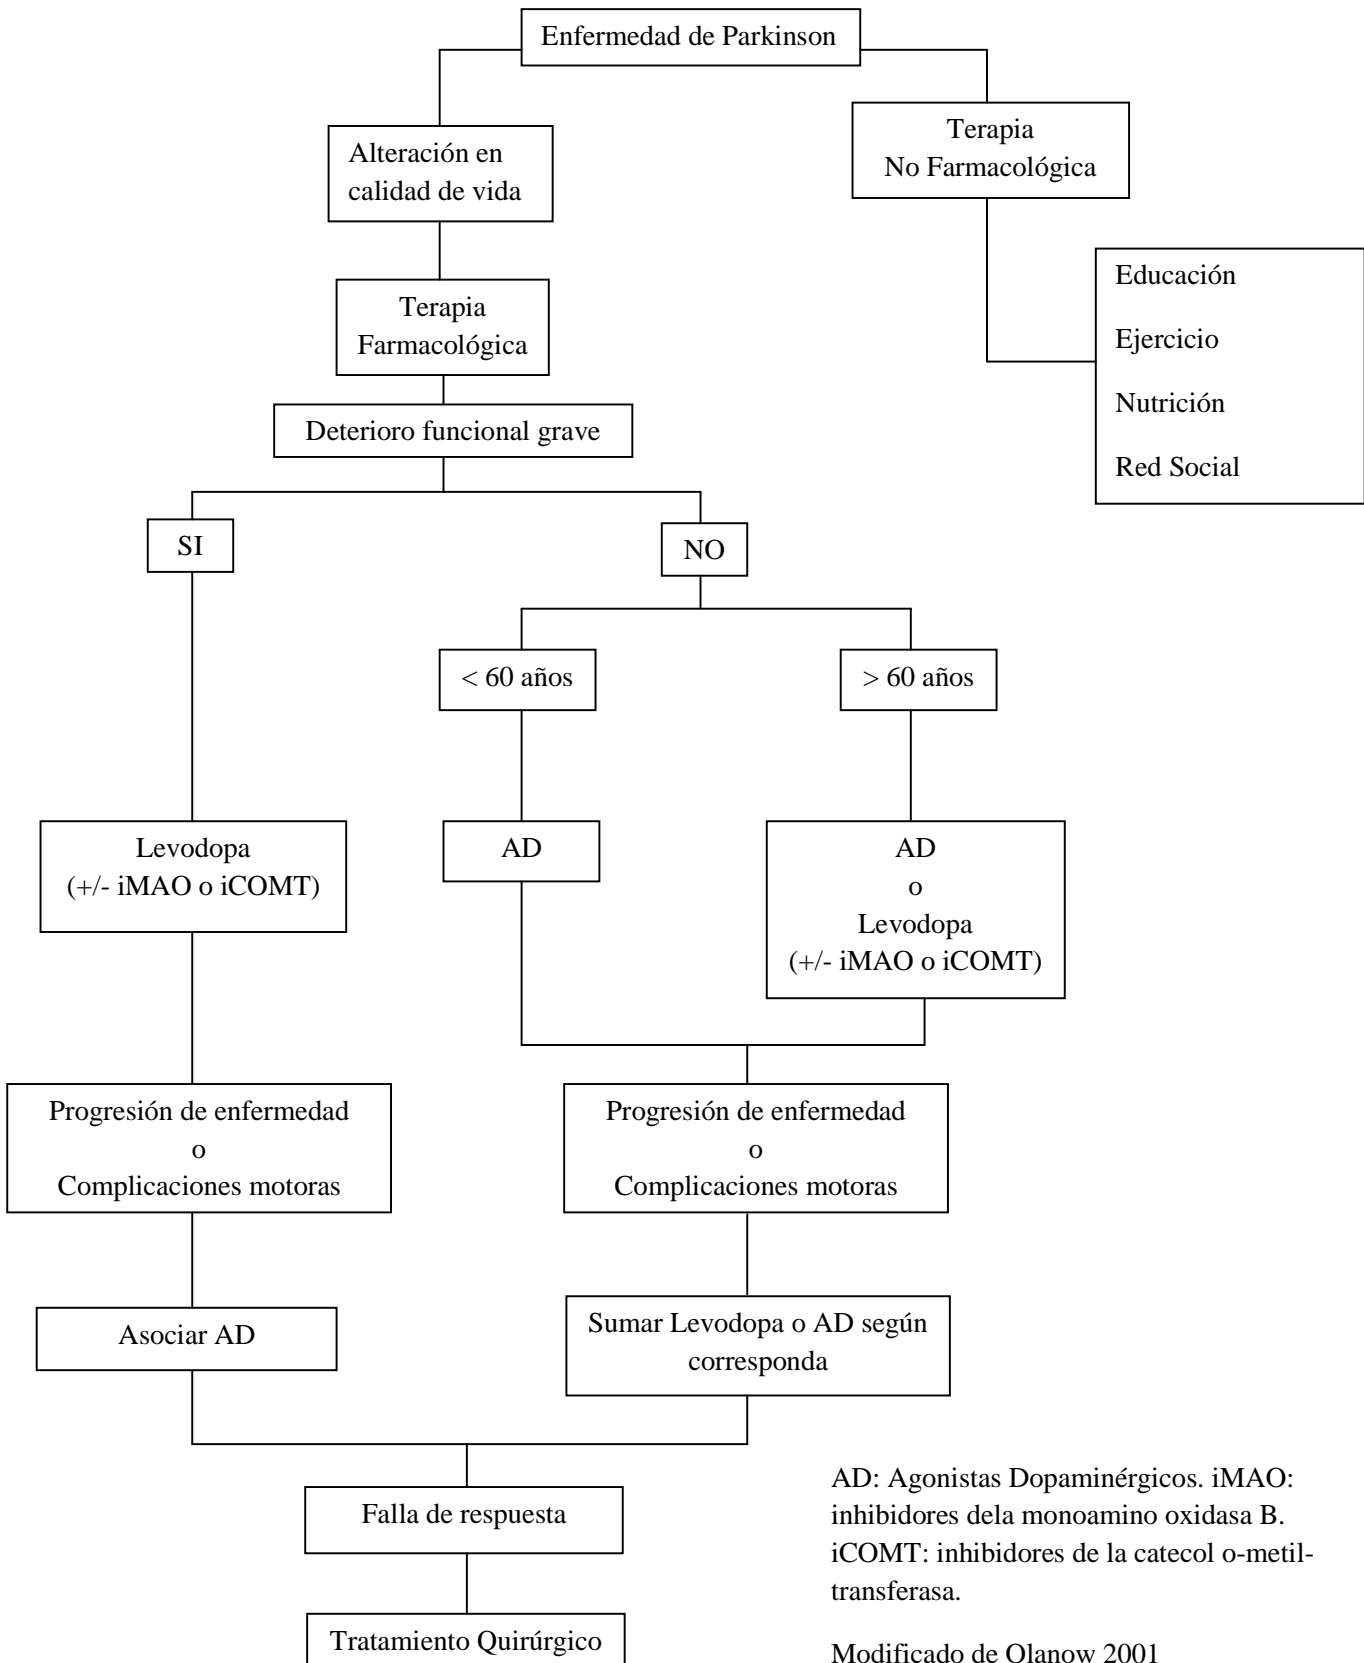 Enfermedad de Parkinson
Alteración en
calidad de vida
Terapia
No Farmacológica
Educación
Ejercicio
Nutrición
Red Social
Terapia
Farmacológica
Deterioro funcional grave
SI
NO
< 60 años
> 60 años
Levodopa
(+/- iMAO o iCOMT)
AD
AD
o
Levodopa
(+/- iMAO o iCOMT)
Progresión de enfermedad
o
Complicaciones motoras
Progresión de enfermedad
o
Complicaciones motoras
Asociar AD
Sumar Levodopa o AD según
corresponda
Falla de respuesta
Tratamiento Quirúrgico
AD: Agonistas Dopaminérgicos. iMAO:
inhibidores dela monoamino oxidasa B.
iCOMT: inhibidores de la catecol o-metil-
transferasa.
Modificado de Olanow 2001